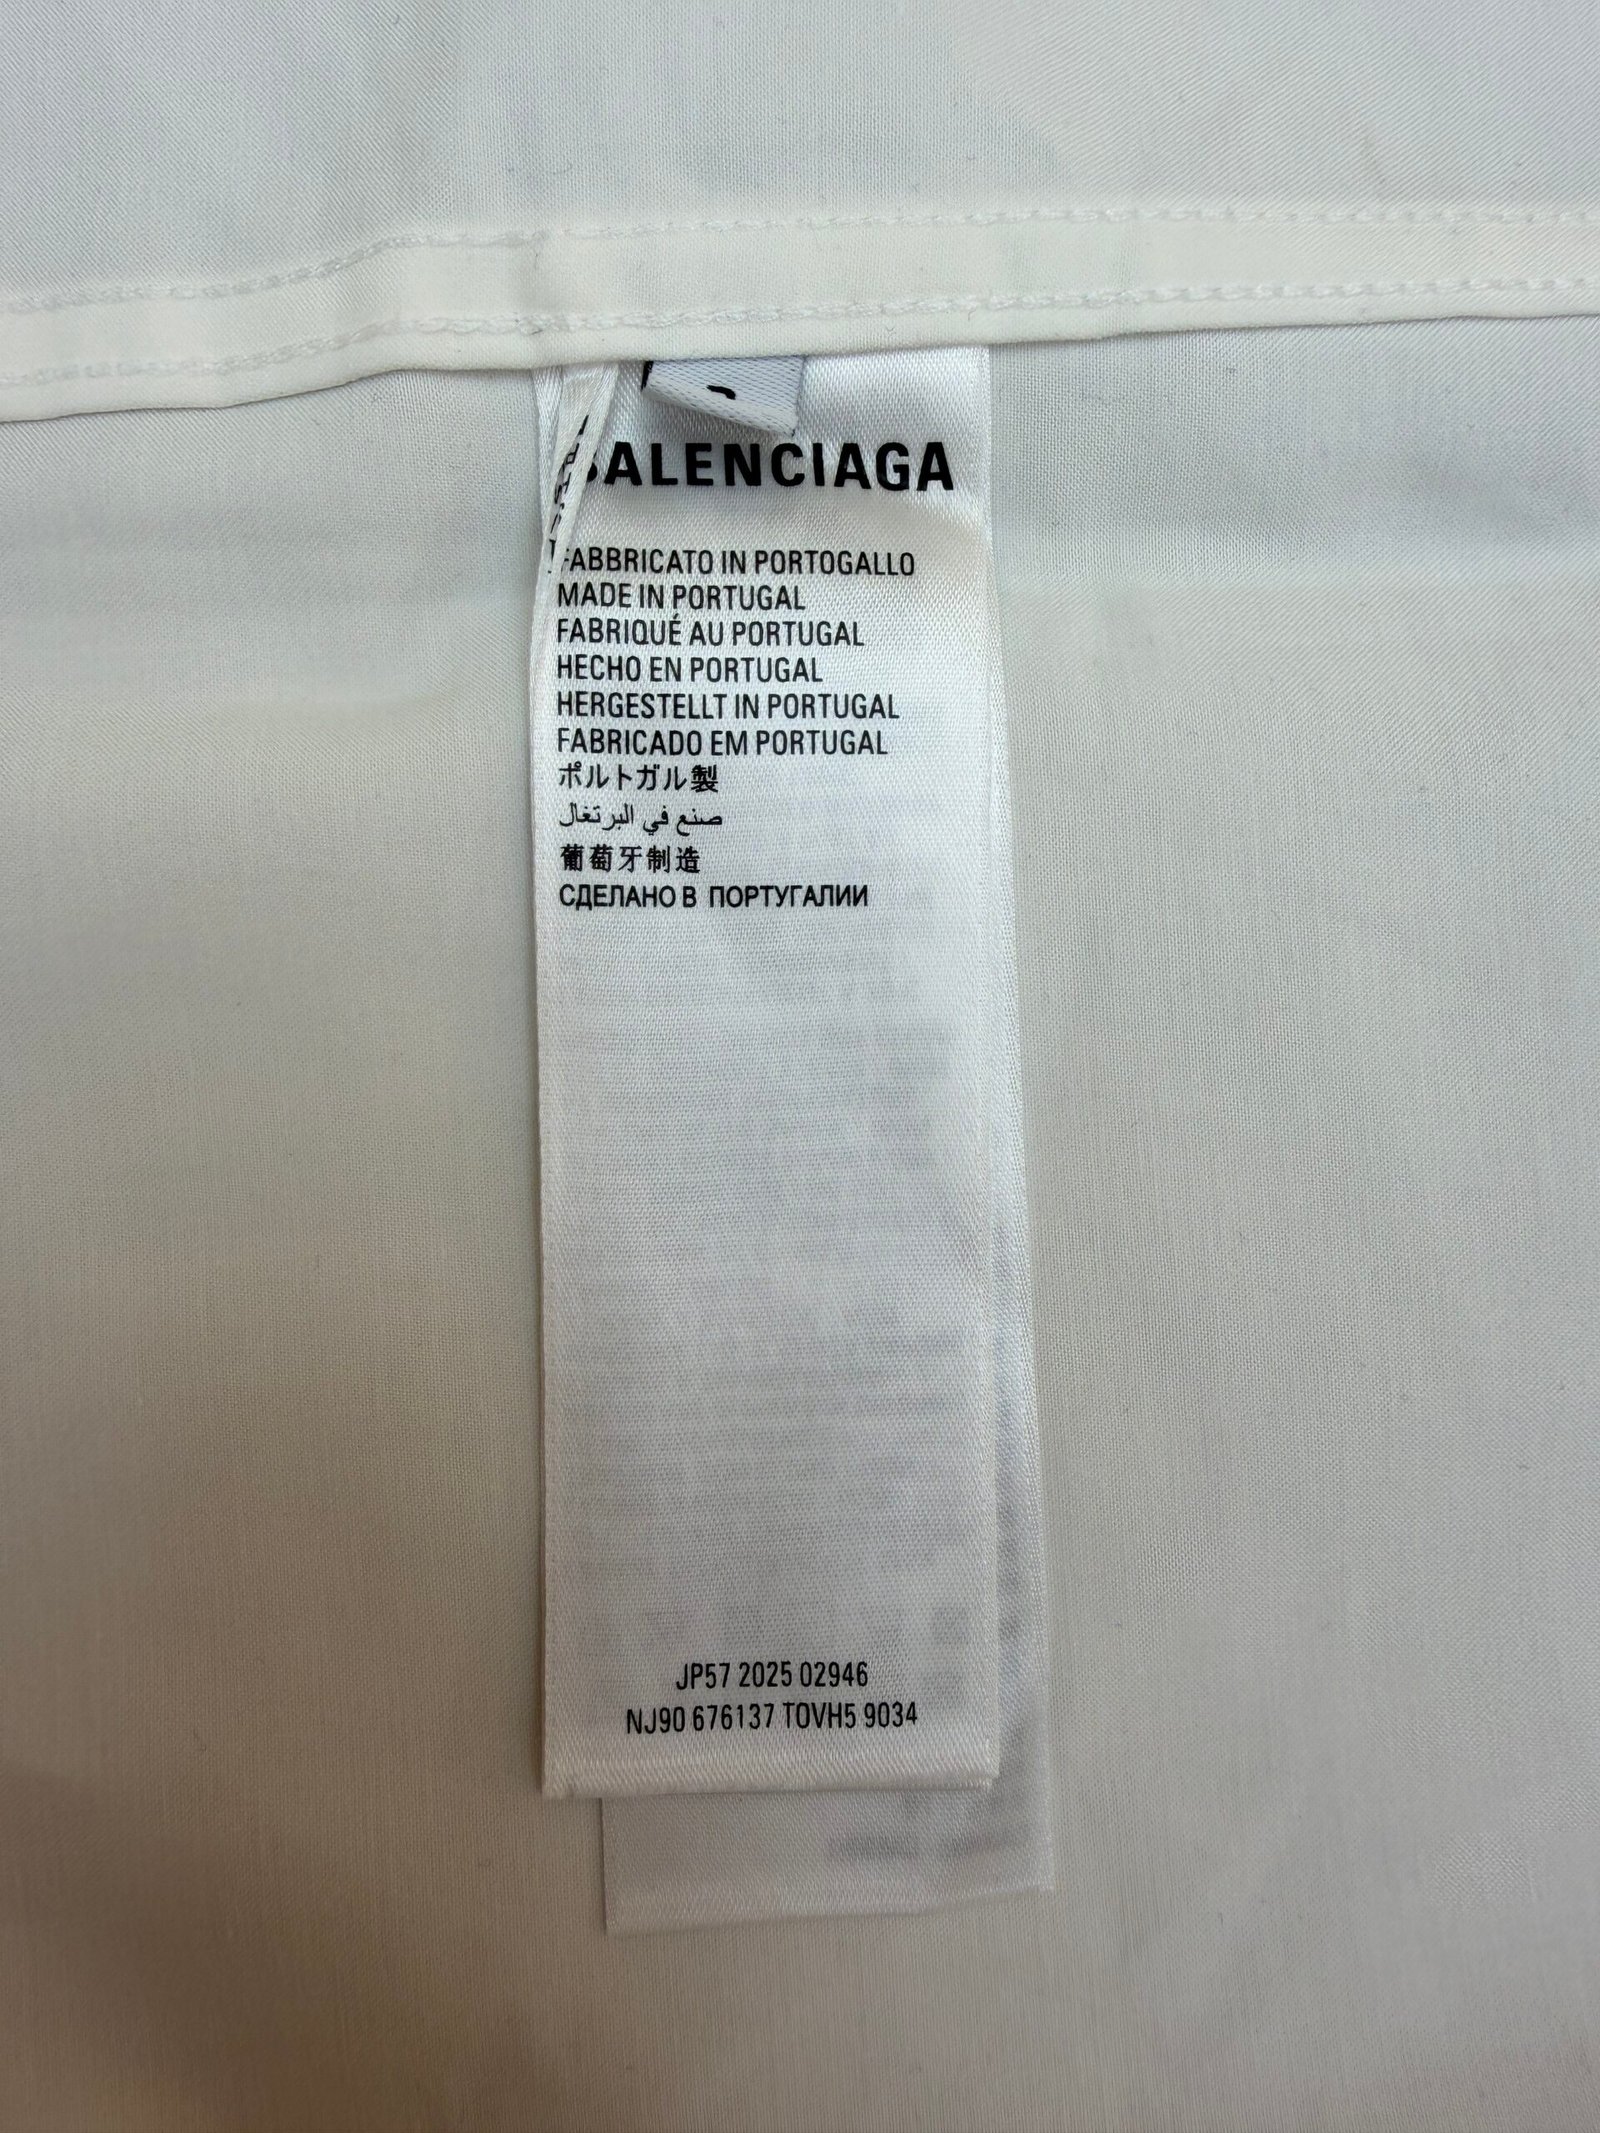 BALENCIAGA
FABBRICATO IN PORTOGALLO
MADE IN PORTUGAL
FABRIQUÉ AU PORTUGAL
HECHO EN PORTUGAL
HERGESTELLT IN PORTUGAL
FABRICADO EM PORTUGAL
ポルトガル製
صنع في البرتغال
葡萄牙制造
СДЕЛАНО В ПОРТУГАЛИИ
JP57 2025 02946
NJ90 676137 TOVH5 9034